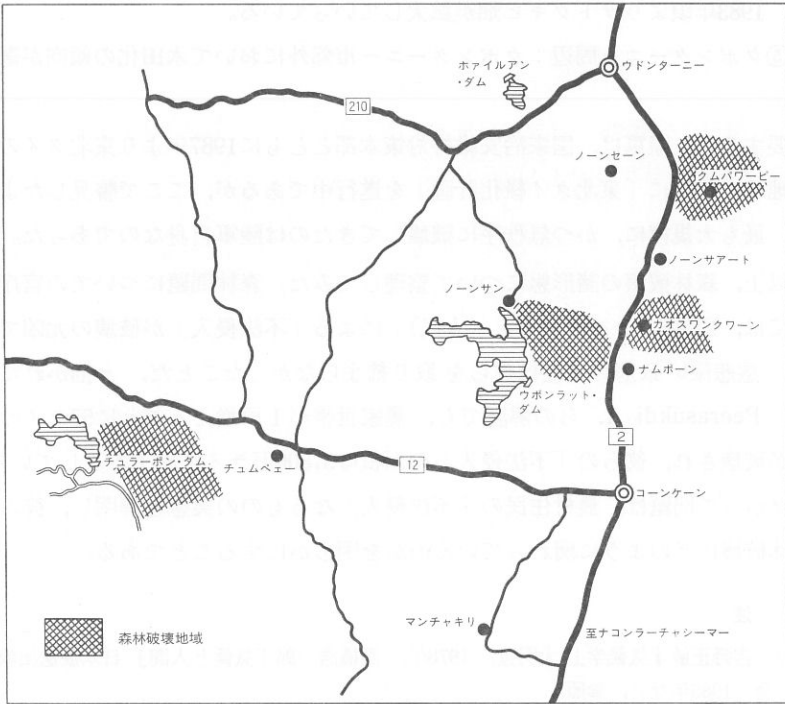 ホァイルアン
・ダム
ウドンターニー
210
ノーンセーン
クムパワーピー
ノーンサアート
ノーンサン
カオスワンクワーン
ナムポーン
ウボンラット・
ダム
2
チュラーポン・ダム
チュムペェー
12
コーンケーン
マンチャキリ
至ナコンラーチャシーマー
森林破壊地域